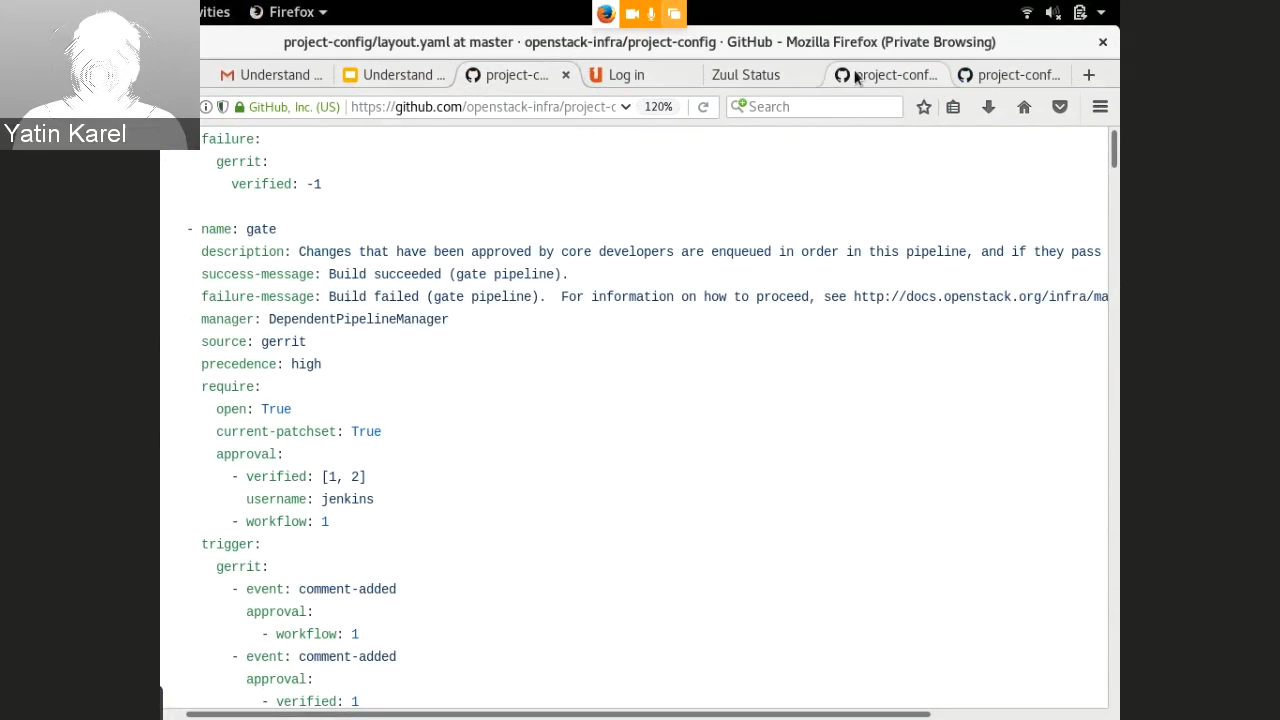 vities
Firefox
project-config/layout.yaml at master · openstack-infra/project-config · GitHub - Mozilla Firefox (Private Browsing)
Understand ...
Understand ...
project-c...
Log in
Zuul Status
project-conf...
project-conf...
GitHub, Inc. (US)
https://github.com/openstack-infra/project-c
120%
Search
Yatin Karel
failure:
gerrit:
verified: -1
- name: gate
description: Changes that have been approved by core developers are enqueued in order in this pipeline, and if they pass
success-message: Build succeeded (gate pipeline).
failure-message: Build failed (gate pipeline).  For information on how to proceed, see http://docs.openstack.org/infra/ma
manager: DependentPipelineManager
source: gerrit
precedence: high
require:
open: True
current-patchset: True
approval:
- verified: [1, 2]
username: jenkins
- workflow: 1
trigger:
gerrit:
- event: comment-added
approval:
- workflow: 1
- event: comment-added
approval:
- verified: 1